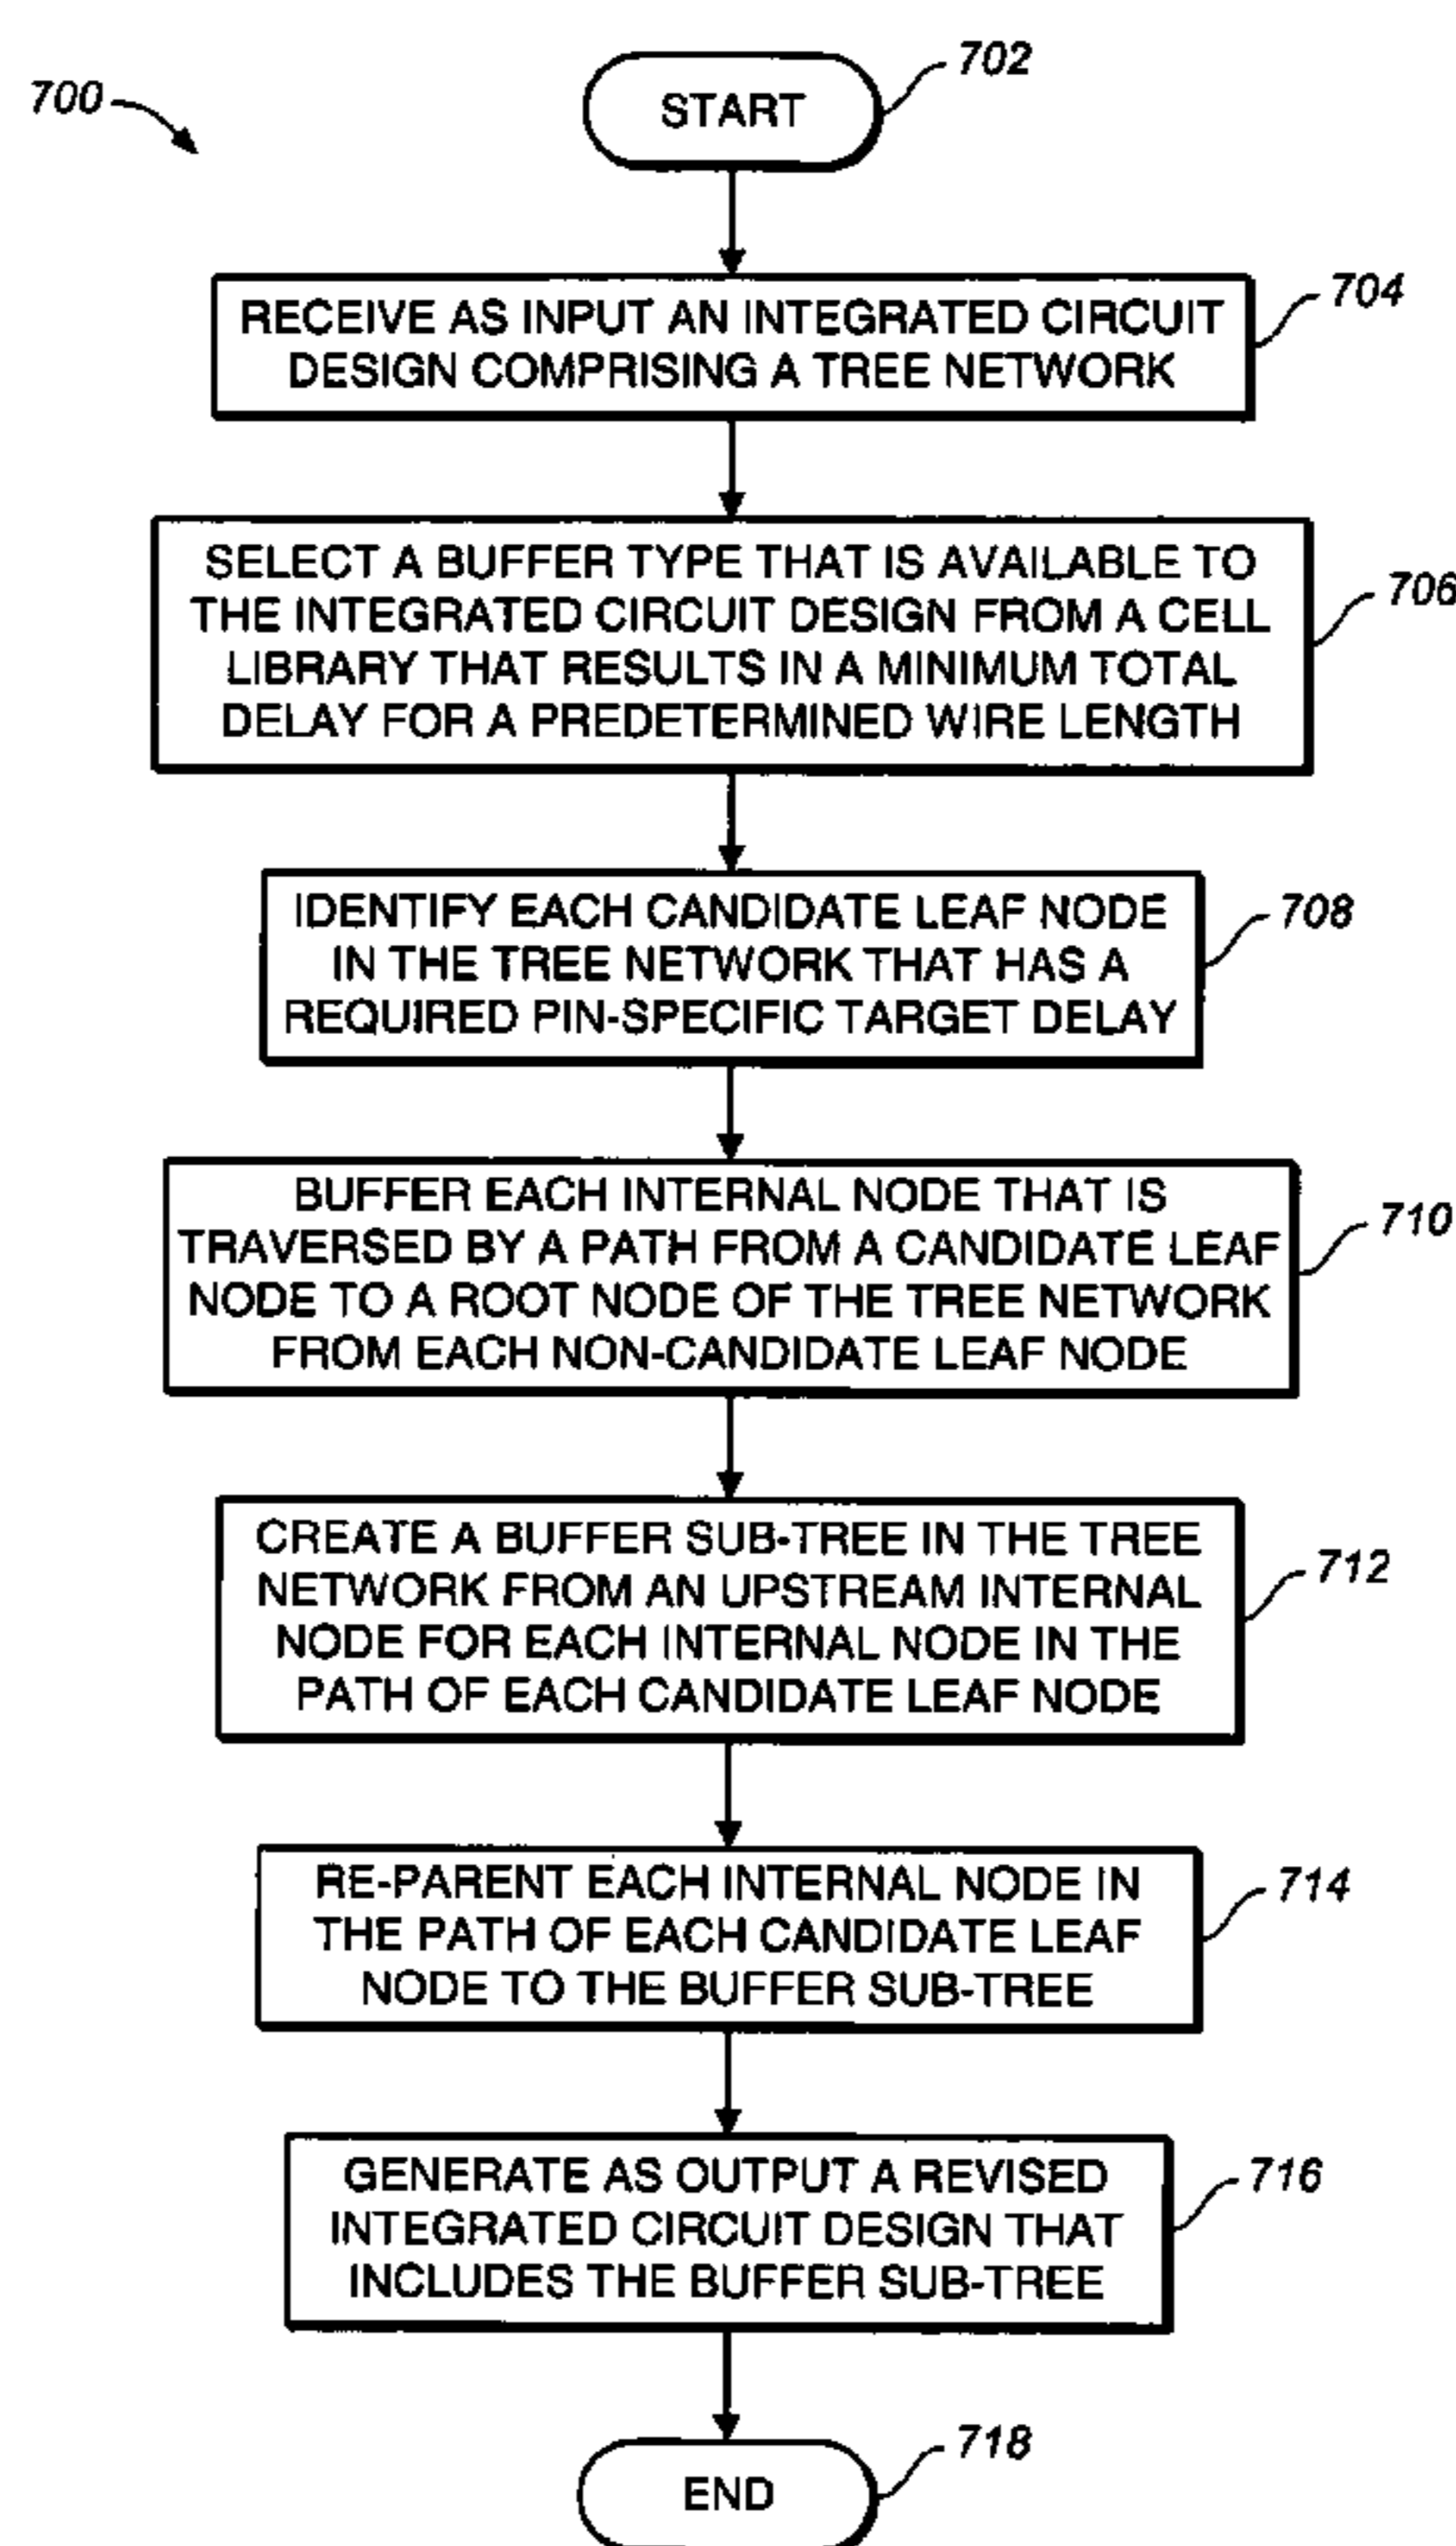 700
702
START
704
RECEIVE AS INPUT AN INTEGRATED CIRCUIT
DESIGN COMPRISING A TREE NETWORK
706
SELECT A BUFFER TYPE THAT IS AVAILABLE TO
THE INTEGRATED CIRCUIT DESIGN FROM A CELL
LIBRARY THAT RESULTS IN A MINIMUM TOTAL
DELAY FOR A PREDETERMINED WIRE LENGTH
708
IDENTIFY EACH CANDIDATE LEAF NODE
IN THE TREE NETWORK THAT HAS A
REQUIRED PIN-SPECIFIC TARGET DELAY
710
BUFFER EACH INTERNAL NODE THAT IS
TRAVERSED BY A PATH FROM A CANDIDATE LEAF
NODE TO A ROOT NODE OF THE TREE NETWORK
FROM EACH NON-CANDIDATE LEAF NODE
712
CREATE A BUFFER SUB-TREE IN THE TREE
NETWORK FROM AN UPSTREAM INTERNAL
NODE FOR EACH INTERNAL NODE IN THE
PATH OF EACH CANDIDATE LEAF NODE
714
RE-PARENT EACH INTERNAL NODE IN
THE PATH OF EACH CANDIDATE LEAF
NODE TO THE BUFFER SUB-TREE
716
GENERATE AS OUTPUT A REVISED
INTEGRATED CIRCUIT DESIGN THAT
INCLUDES THE BUFFER SUB-TREE
718
END